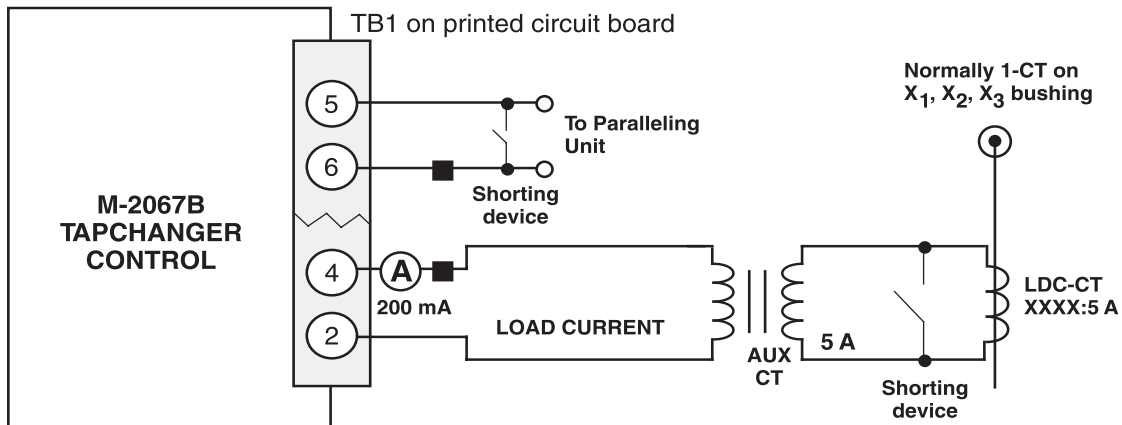 TB1 on printed circuit board
Normally 1-CT on
X1, X2, X3 bushing
5
To Paralleling
Unit
6
Shorting
device
M-2067B
TAPCHANGER
CONTROL
4
A
200 mA
LOAD CURRENT
2
AUX
CT
5 A
LDC-CT
XXXX:5 A
Shorting
device